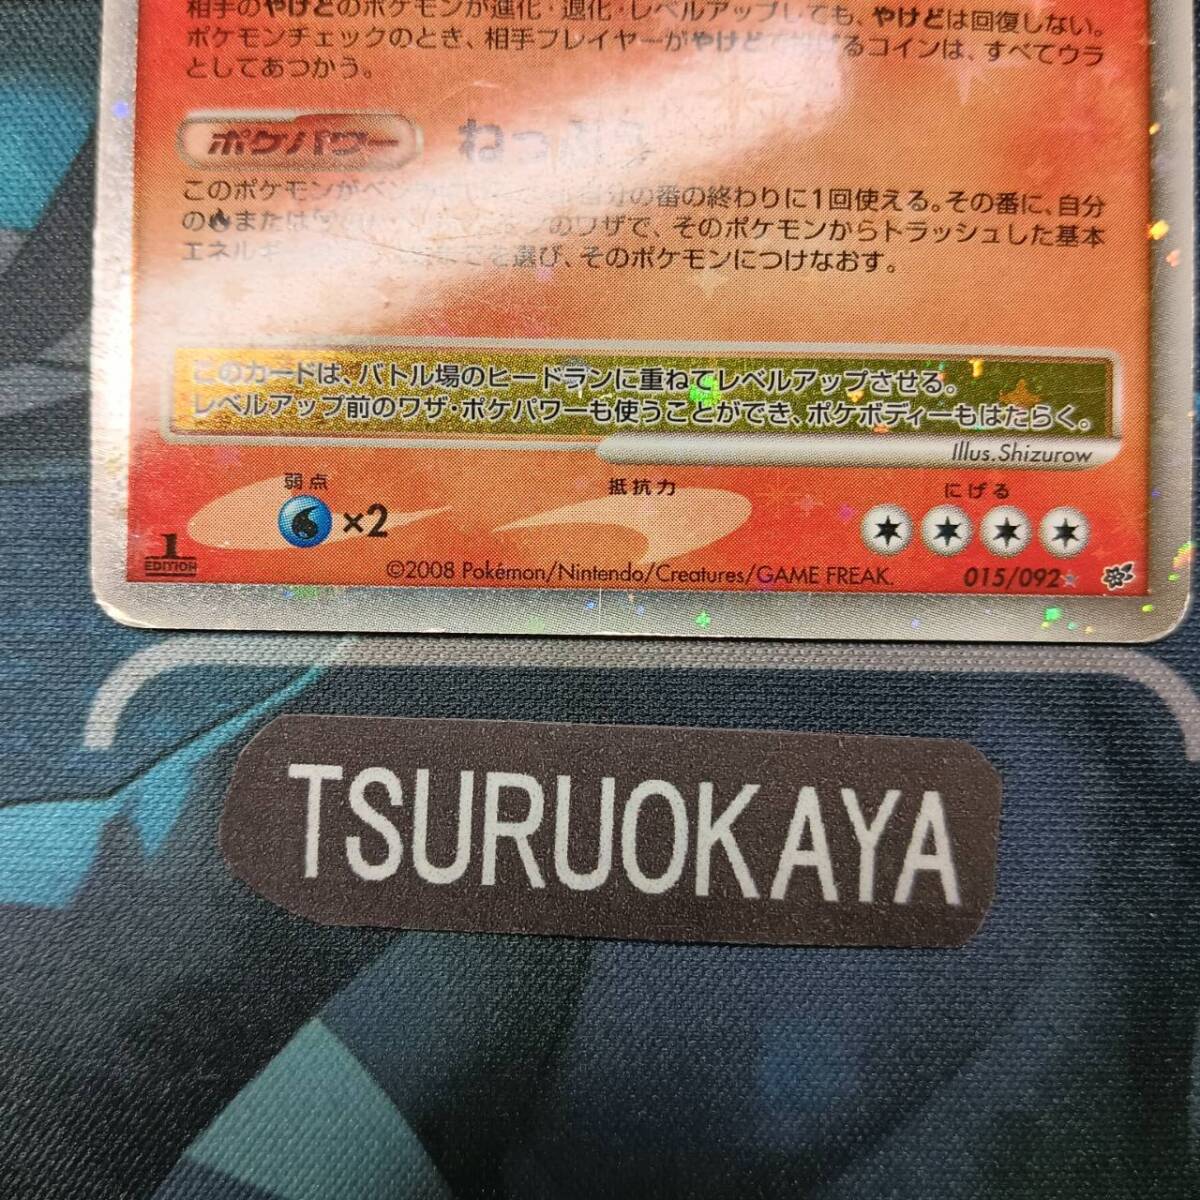 相手のやけどのポケモンが進化・退化・レベルアップしても、やけどは回復しない。
ポケモンチェックのとき、相手プレイヤーがやけどで投げるコインは、すべてウラ
としてあつかう。
ポケパワー ねっぷう
このポケモンがベン 自分の番の終わりに1回使える。その番に、自分
の または のワザで、そのポケモンからトラッシュした基本
エネルギ を選び、そのポケモンにつけなおす。
このカードは、バトル場のヒードランに重ねてレベルアップさせる。
レベルアップ前のワザ・ポケパワーも使うことができ、ポケボディーもはたらく。
Illus.Shizurow
弱点 抵抗力 にげる
×2
1
EDITION
©2008 Pokémon/Nintendo/Creatures/GAME FREAK. 015/092★
TSURUOKAYA